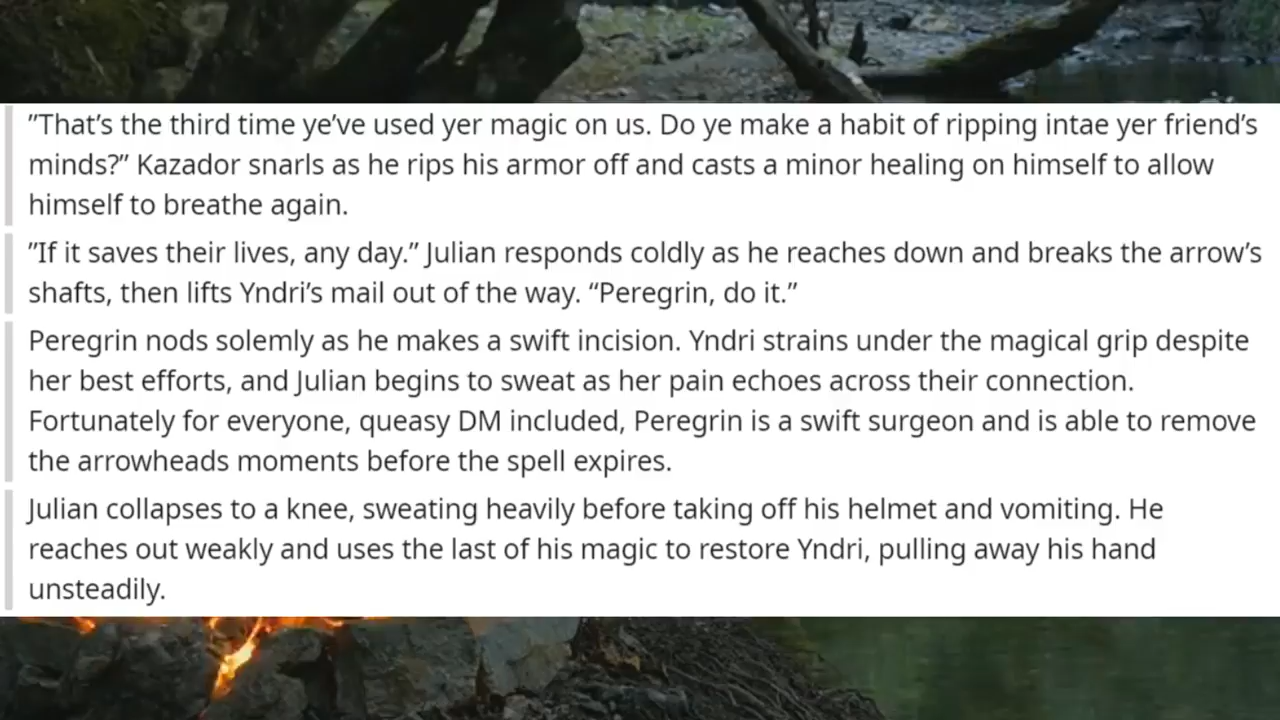 ”That’s the third time ye’ve used yer magic on us. Do ye make a habit of ripping intae yer friend’s
minds?” Kazador snarls as he rips his armor off and casts a minor healing on himself to allow
himself to breathe again.
”If it saves their lives, any day.” Julian responds coldly as he reaches down and breaks the arrow’s
shafts, then lifts Yndri’s mail out of the way. “Peregrin, do it.”
Peregrin nods solemly as he makes a swift incision. Yndri strains under the magical grip despite
her best efforts, and Julian begins to sweat as her pain echoes across their connection.
Fortunately for everyone, queasy DM included, Peregrin is a swift surgeon and is able to remove
the arrowheads moments before the spell expires.
Julian collapses to a knee, sweating heavily before taking off his helmet and vomiting. He
reaches out weakly and uses the last of his magic to restore Yndri, pulling away his hand
unsteadily.